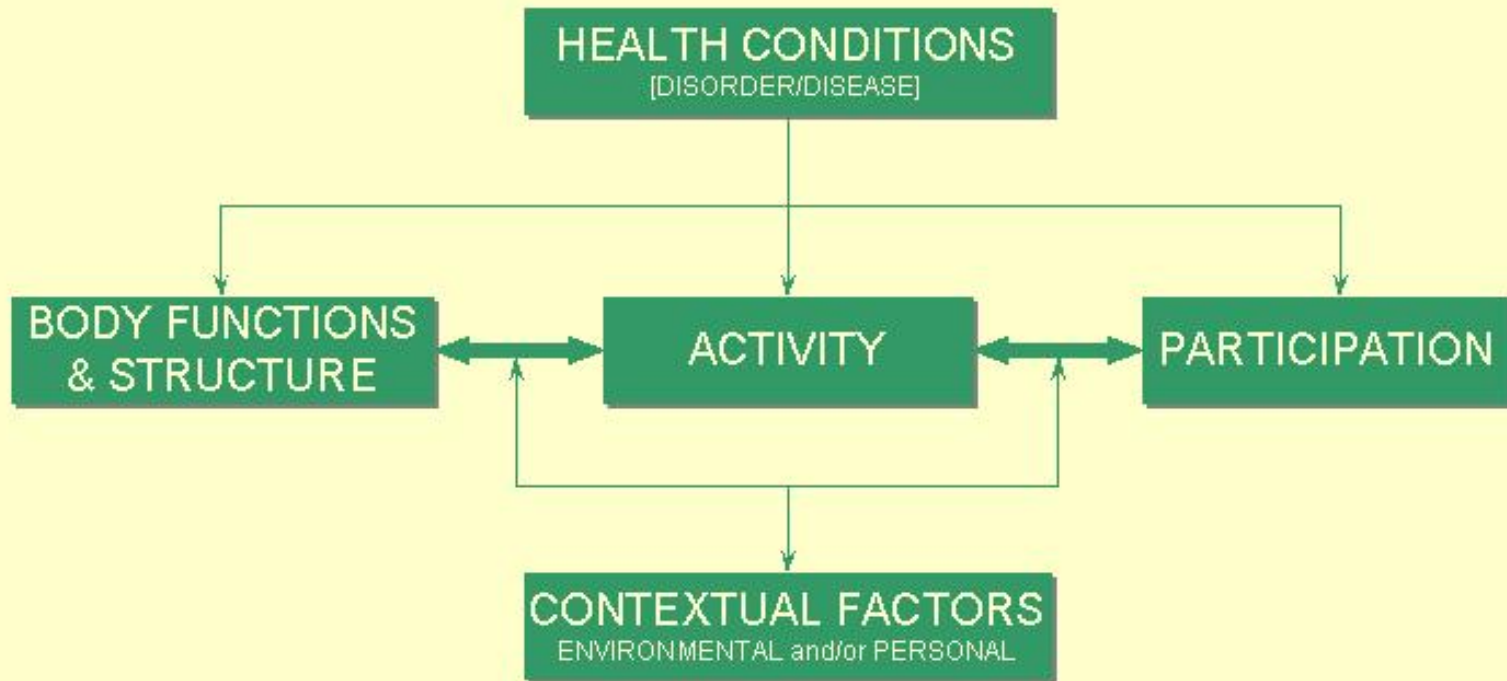 HEALTH CONDITIONS
[DISORDER/DISEASE]
BODY FUNCTIONS
& STRUCTURE
ACTIVITY
PARTICIPATION
CONTEXTUAL FACTORS
ENVIRONMENTAL and/or PERSONAL